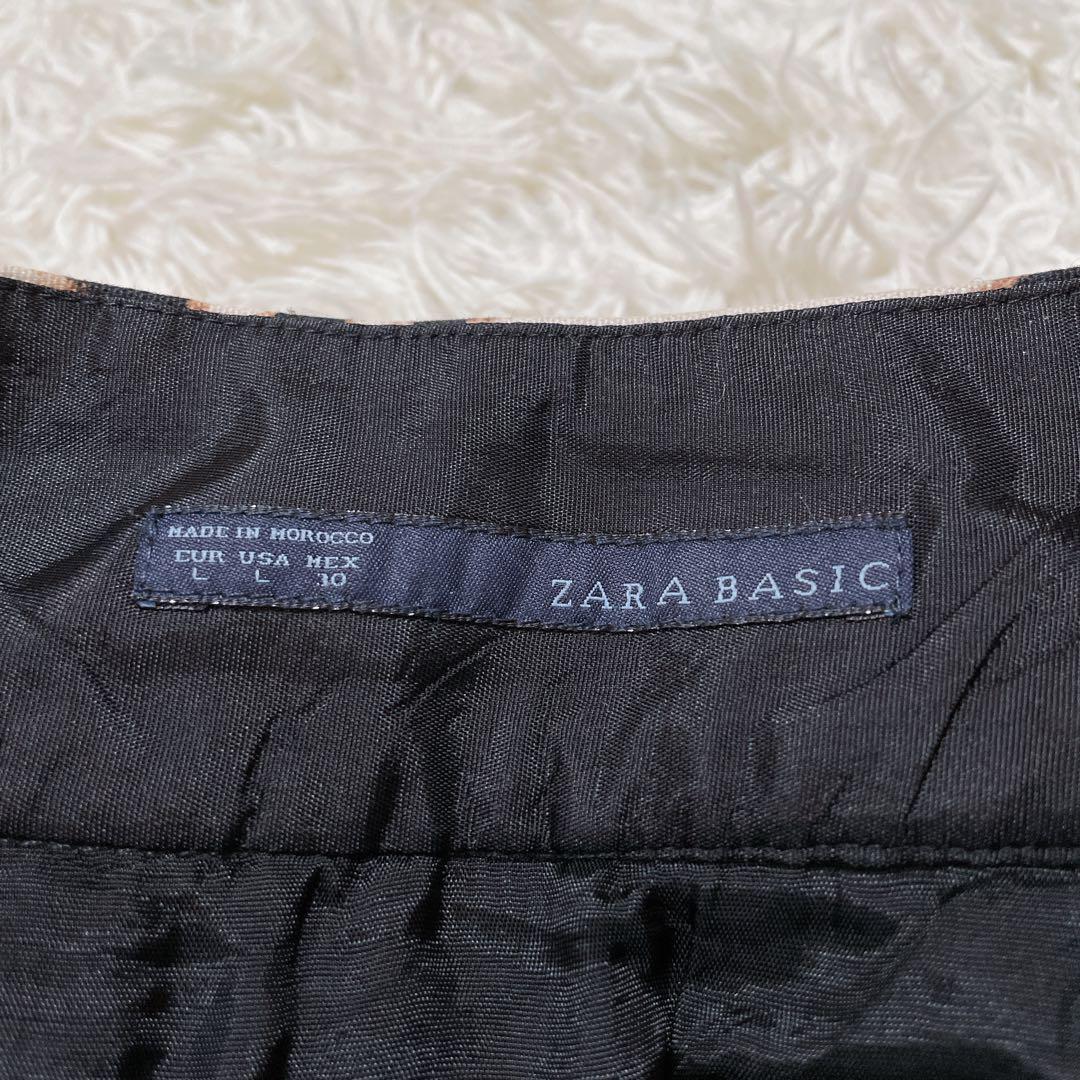 MADE IN MOROCCO
EUR USA MEX
L L 30
ZARA BASIC